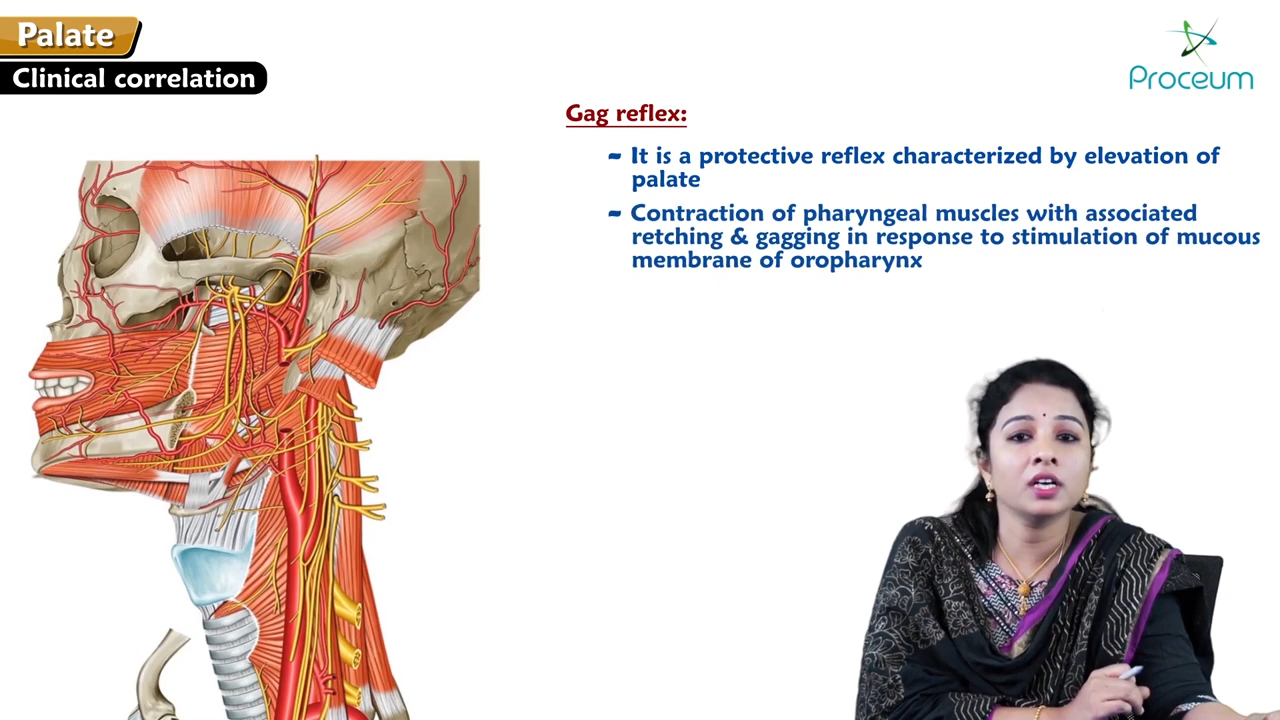 Palate
Clinical correlation
Proceum
Gag reflex:
~ It is a protective reflex characterized by elevation of
palate
~ Contraction of pharyngeal muscles with associated
retching & gagging in response to stimulation of mucous
membrane of oropharynx